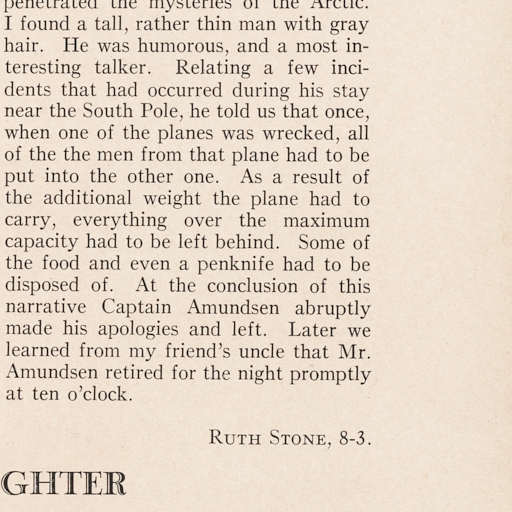 penetrated the mysteries of the Arctic.
I found a tall, rather thin man with gray
hair. He was humorous, and a most in-
teresting talker. Relating a few inci-
dents that had occurred during his stay
near the South Pole, he told us that once,
when one of the planes was wrecked, all
of the the men from that plane had to be
put into the other one. As a result of
the additional weight the plane had to
carry, everything over the maximum
capacity had to be left behind. Some of
the food and even a penknife had to be
disposed of. At the conclusion of this
narrative Captain Amundsen abruptly
made his apologies and left. Later we
learned from my friend's uncle that Mr.
Amundsen retired for the night promptly
at ten o'clock.
RUTH STONE, 8-3.
GHTER